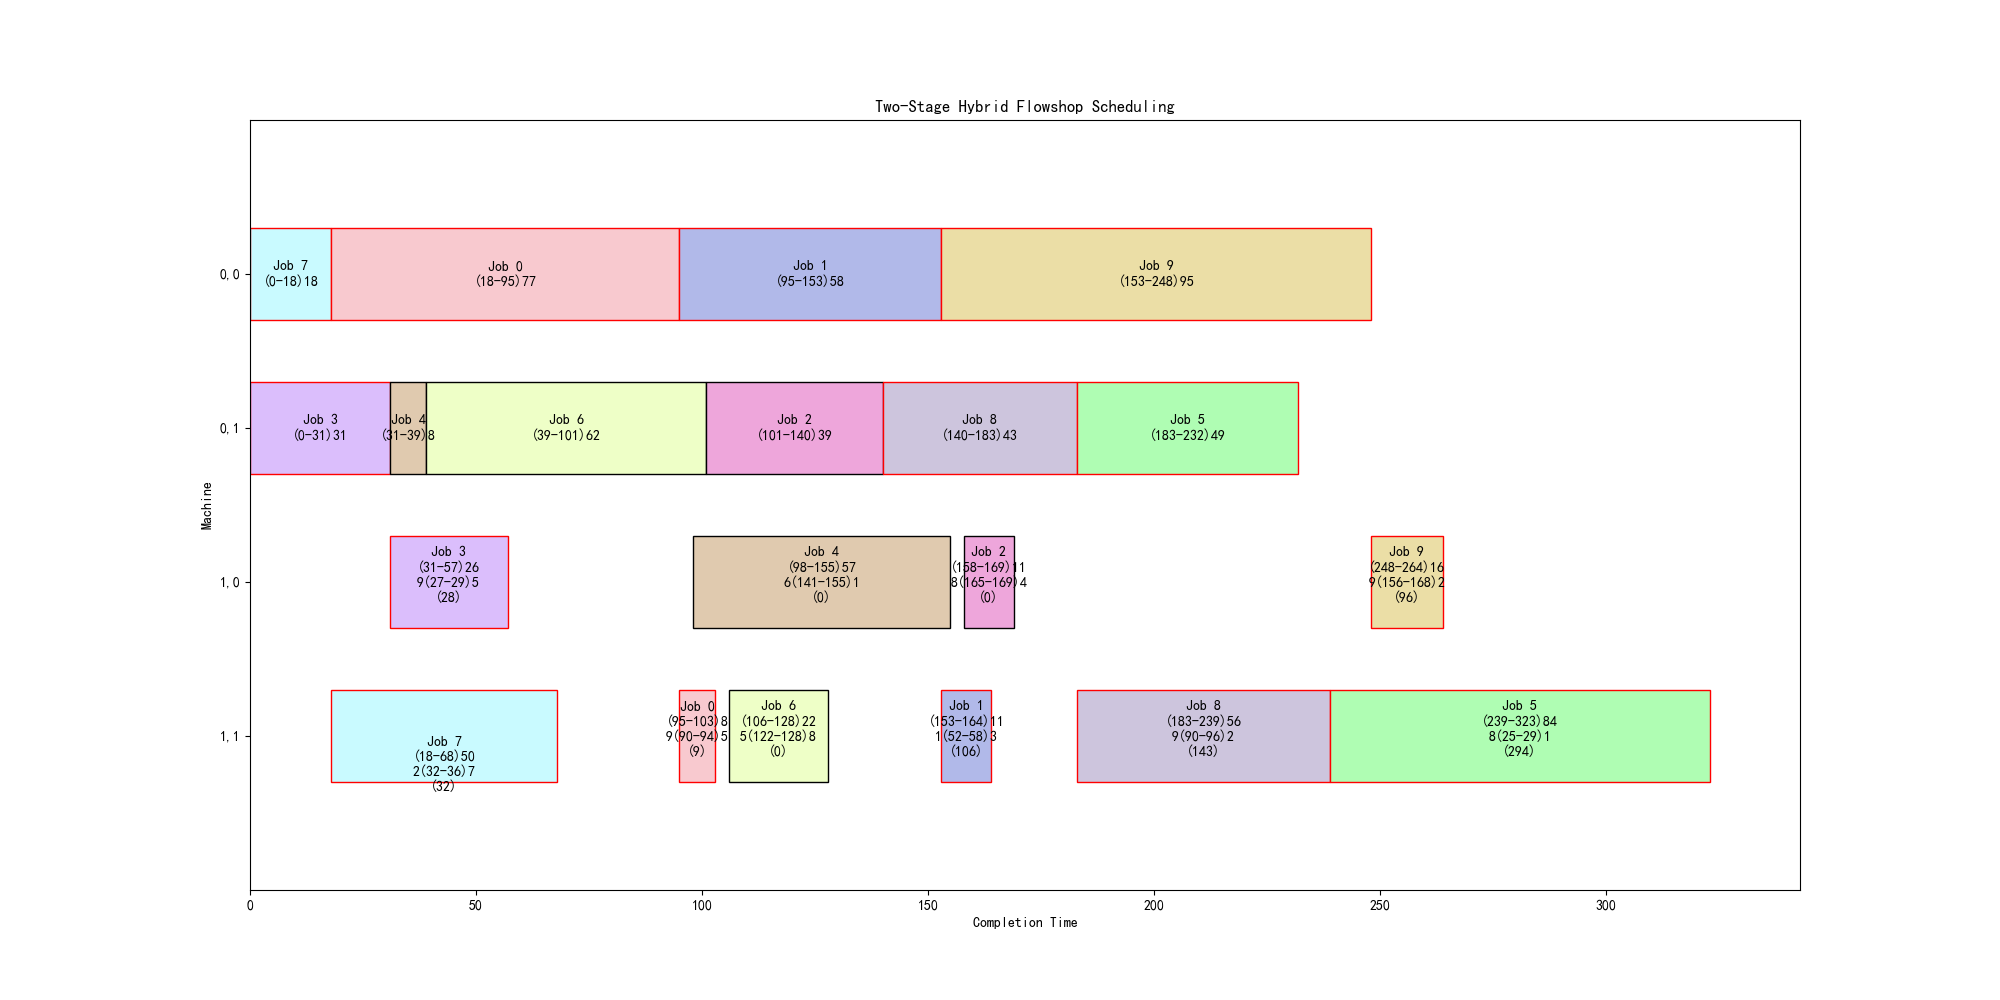 Two-Stage Hybrid Flowshop Scheduling
0,0
Job 7
(0-18)18
Job 0
(18-95)77
Job 1
(95-153)58
Job 9
(153-248)95
0,1
Job 3
(0-31)31
Job 4
(31-39)8
Job 6
(39-101)62
Job 2
(101-140)39
Job 8
(140-183)43
Job 5
(183-232)49
Machine
1,0
Job 3
(31-57)26
9(27-29)5
(28)
Job 4
(98-155)57
6(141-155)1
(0)
Job 2
(158-169)11
8(165-169)4
(0)
Job 9
(248-264)16
9(156-168)2
(96)
1,1
Job 7
(18-68)50
2(32-36)7
(32)
Job 0
(95-103)8
9(90-94)5
(9)
Job 6
(106-128)22
5(122-128)8
(0)
Job 1
(153-164)11
1(52-58)3
(106)
Job 8
(183-239)56
9(90-96)2
(143)
Job 5
(239-323)84
8(25-29)1
(294)
0
50
100
150
200
250
300
Completion Time